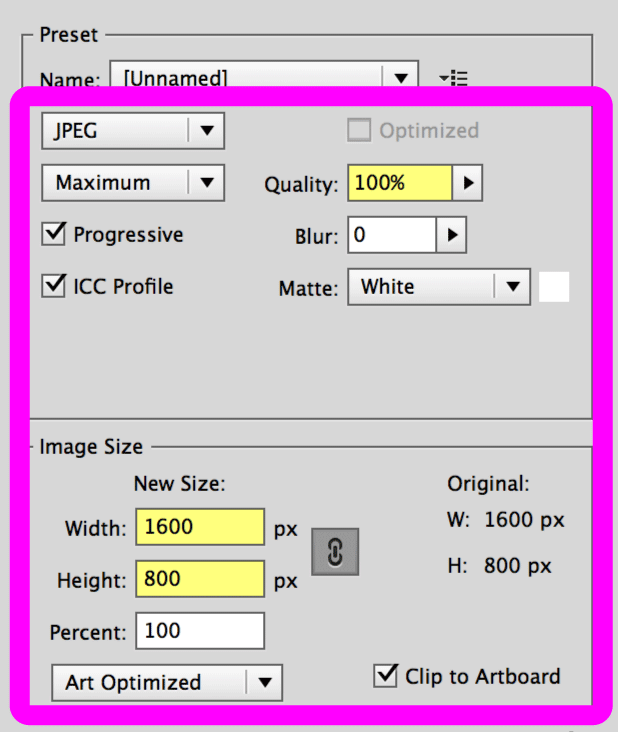 Preset
Name: [Unnamed]
JPEG Optimized
Maximum Quality: 100%
Progressive Blur: 0
ICC Profile Matte: White
Image Size
New Size: Original:
Width: 1600 px W: 1600 px
Height: 800 px H: 800 px
Percent: 100
Art Optimized Clip to Artboard